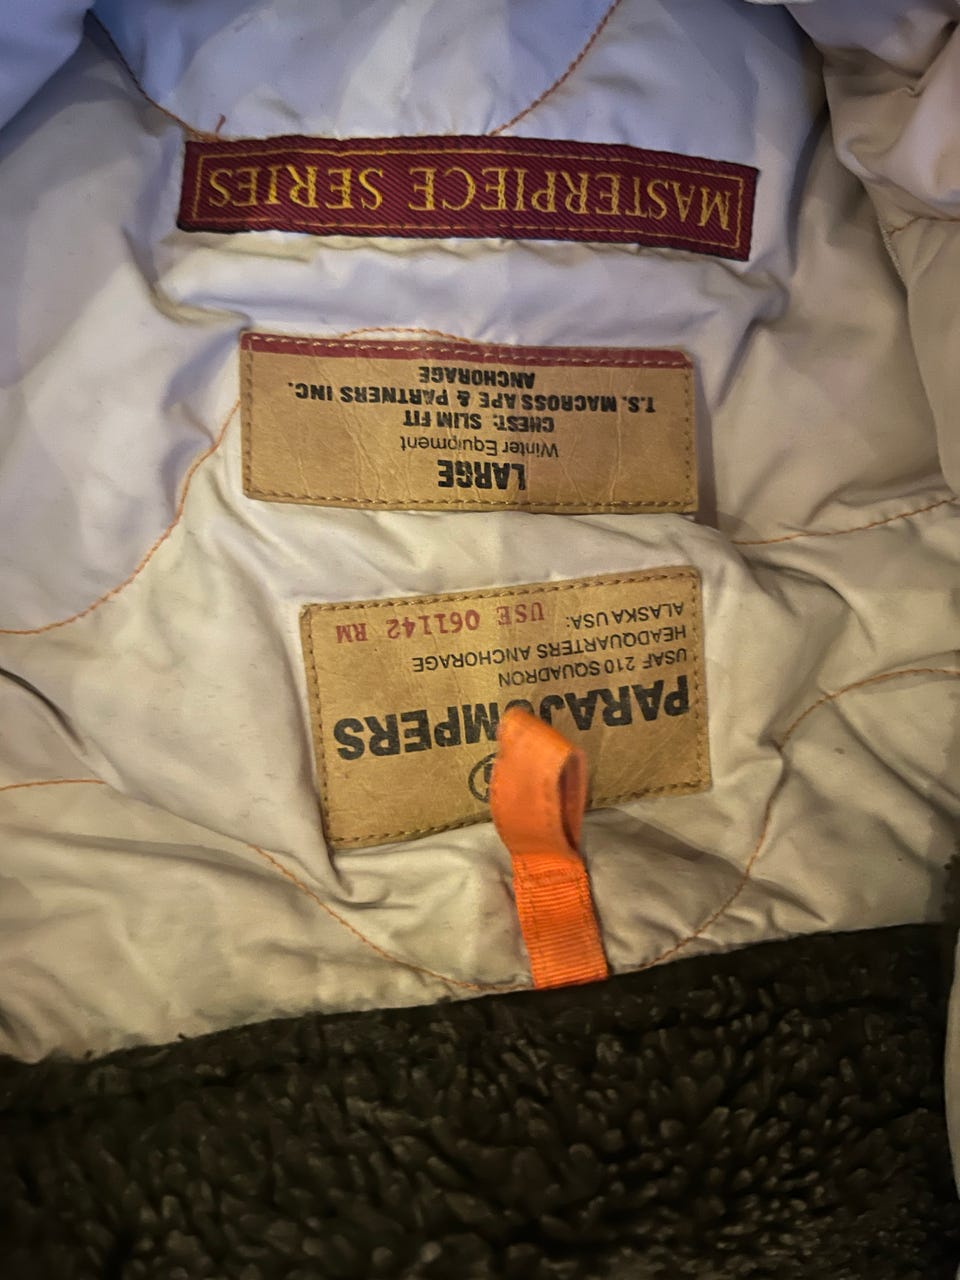 PARAJUMPERS
USAF 210 SQUADRON
HEADQUARTERS ANCHORAGE
ALASKA USA: USE 061142 RM
LARGE
Winter Equipment
CHEST: SLIM FIT
T.S. MACROSS APE & PARTNERS INC.
ANCHORAGE
MASTERPIECE SERIES